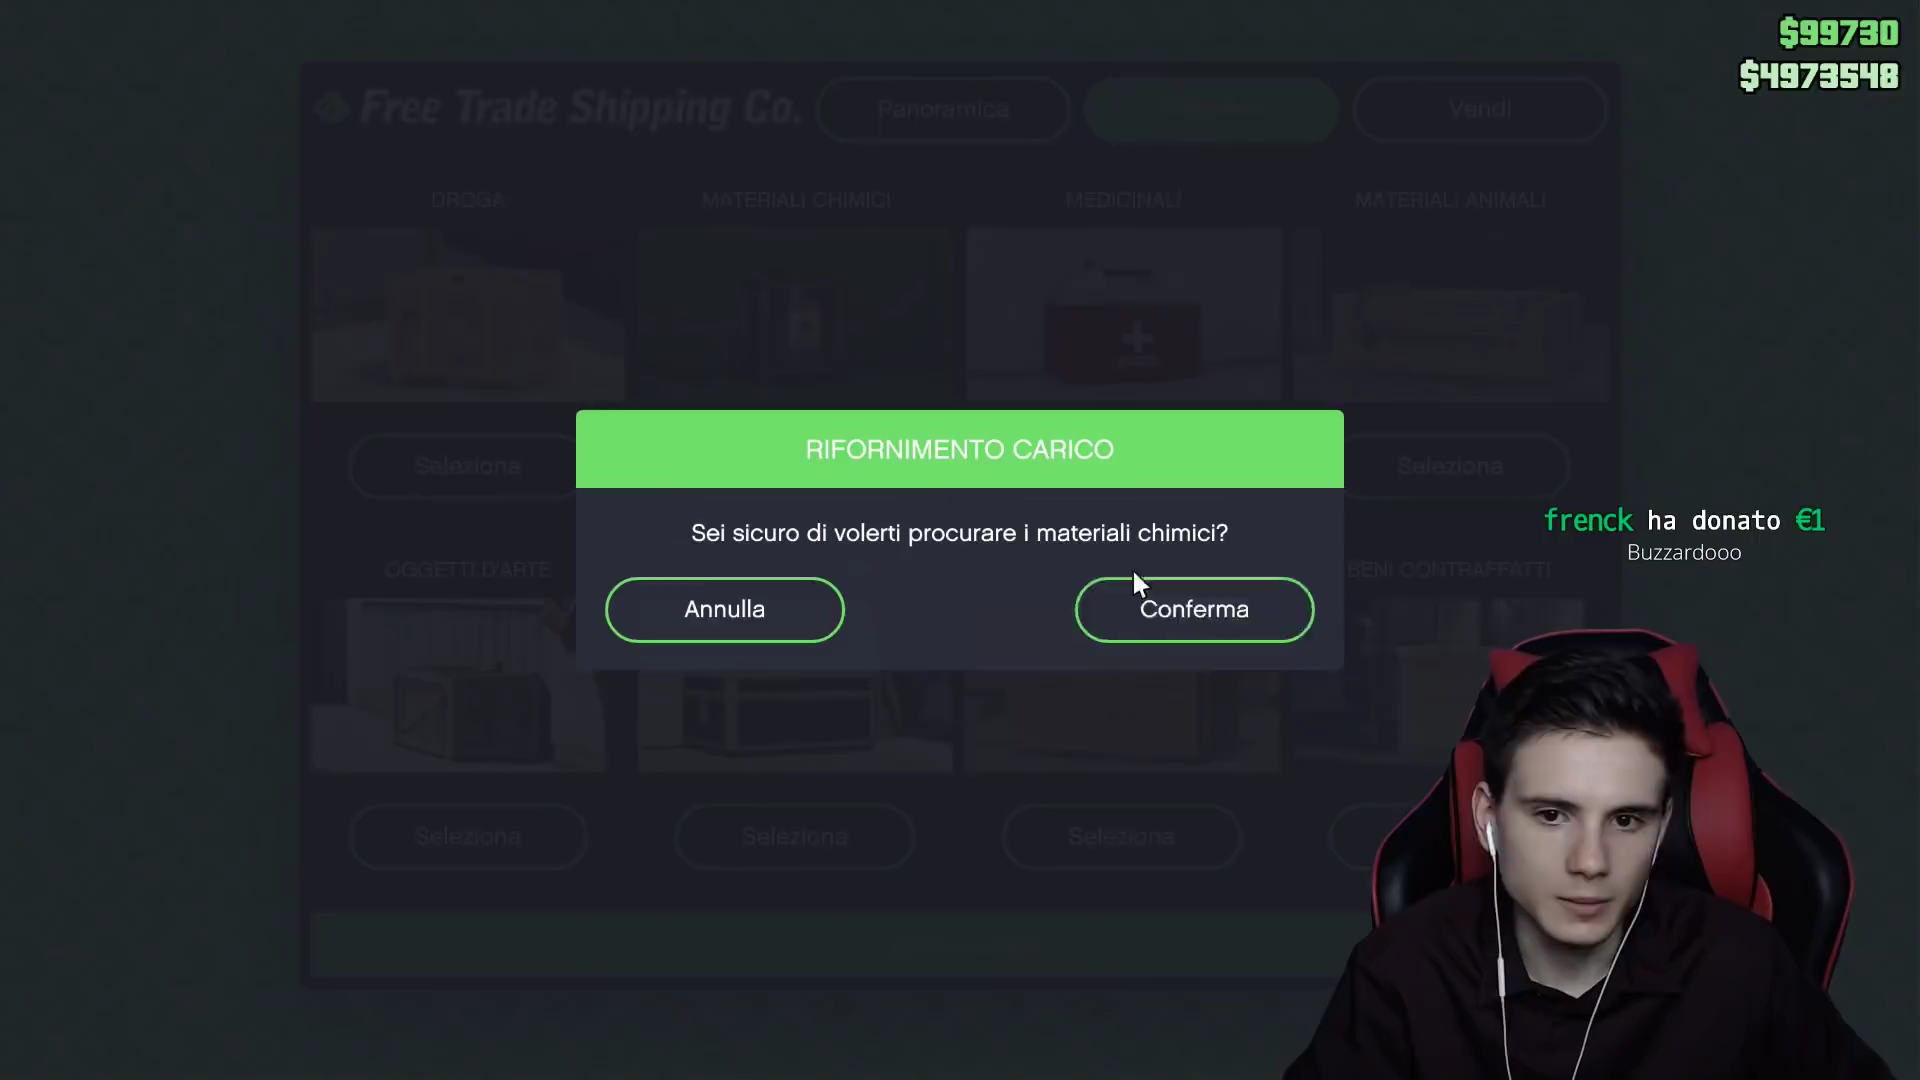 $99730
$4973548
Free Trade Shipping Co.
Panoramica
Vendi
DROGA
MATERIALI CHIMICI
MEDICINALI
MATERIALI ANIMALI
Seleziona
Seleziona
RIFORNIMENTO CARICO
Sei sicuro di volerti procurare i materiali chimici?
Annulla
Conferma
frenck ha donato €1
Buzzardooo
OGGETTI D'ARTE
BENI CONTRAFFATTI
Seleziona
Seleziona
Seleziona